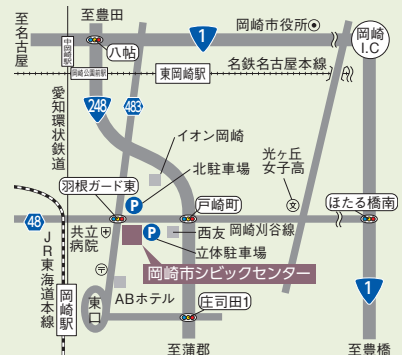 至豊田
岡崎市役所
至名古屋
中岡崎駅
八帖
1
岡崎
I.C
岡崎公園前駅
東岡崎駅
名鉄名古屋本線
愛知環状鉄道
248
483
イオン岡崎
北駐車場
光ヶ丘
女子高
羽根ガード東
P
戸崎町
ほたる橋南
48
共立
病院
P
西友
岡崎刈谷線
立体駐車場
岡崎市シビックセンター
JR東海道本線
岡崎駅
東口
〒
ABホテル
庄司田1
1
文
至蒲郡
至豊橋